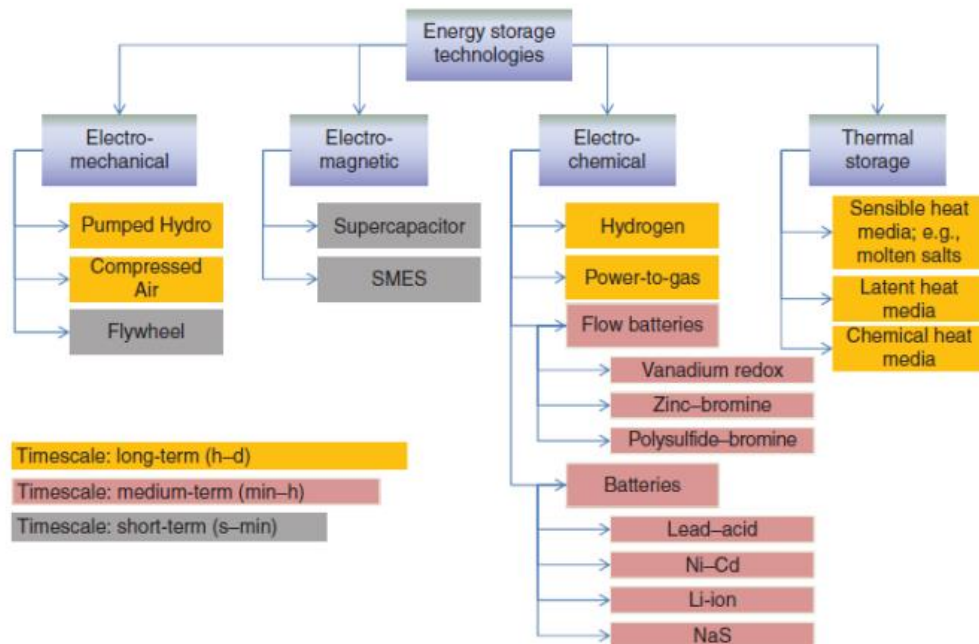 Energy storage
technologies
Electro-
mechanical
Electro-
magnetic
Electro-
chemical
Thermal
storage
Pumped Hydro
Compressed
Air
Flywheel
Supercapacitor
SMES
Hydrogen
Power-to-gas
Flow batteries
Vanadium redox
Zinc–bromine
Polysulfide–bromine
Batteries
Lead–acid
Ni–Cd
Li-ion
NaS
Sensible heat
media; e.g.,
molten salts
Latent heat
media
Chemical heat
media
Timescale: long-term (h–d)
Timescale: medium-term (min–h)
Timescale: short-term (s–min)